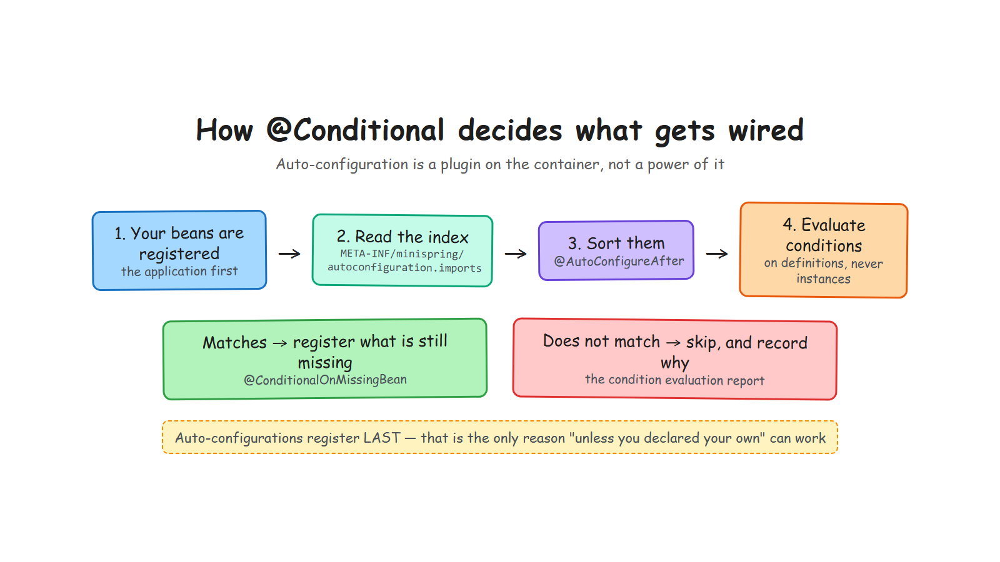 How @Conditional decides what gets wired
Auto-configuration is a plugin on the container, not a power of it
1. Your beans are
registered
the application first
→
2. Read the index
META-INF/minispring/
autoconfiguration.imports
→
3. Sort them
@AutoConfigureAfter
→
4. Evaluate
conditions
on definitions, never
instances
Matches → register what is still
missing
@ConditionalOnMissingBean
Does not match → skip, and record
why
the condition evaluation report
Auto-configurations register LAST — that is the only reason "unless you declared your own" can work